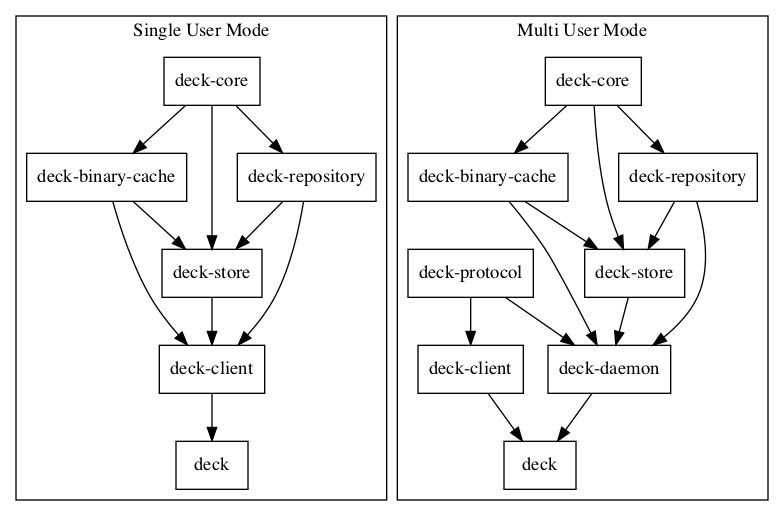 Single User Mode
deck-core
deck-binary-cache
deck-repository
deck-store
deck-client
deck
Multi User Mode
deck-core
deck-binary-cache
deck-repository
deck-protocol
deck-store
deck-client
deck-daemon
deck